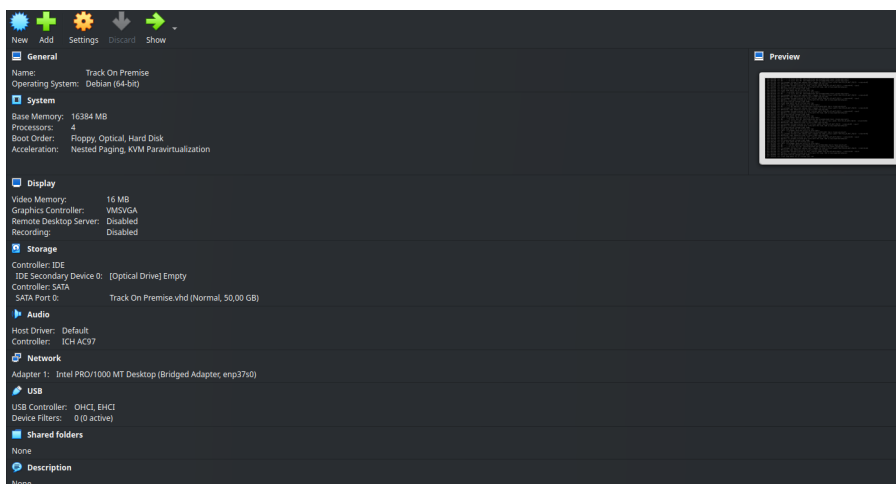 New Add Settings Discard Show
General
Name: Track On Premise
Operating System: Debian (64-bit)
System
Base Memory: 16384 MB
Processors: 4
Boot Order: Floppy, Optical, Hard Disk
Acceleration: Nested Paging, KVM Paravirtualization
Display
Video Memory: 16 MB
Graphics Controller: VMSVGA
Remote Desktop Server: Disabled
Recording: Disabled
Storage
Controller: IDE
IDE Secondary Device 0: [Optical Drive] Empty
Controller: SATA
SATA Port 0: Track On Premise.vhd (Normal, 50,00 GB)
Audio
Host Driver: Default
Controller: ICH AC97
Network
Adapter 1: Intel PRO/1000 MT Desktop (Bridged Adapter, enp37s0)
USB
USB Controller: OHCI, EHCI
Device Filters: 0 (0 active)
Shared folders
None
Description
None
Preview